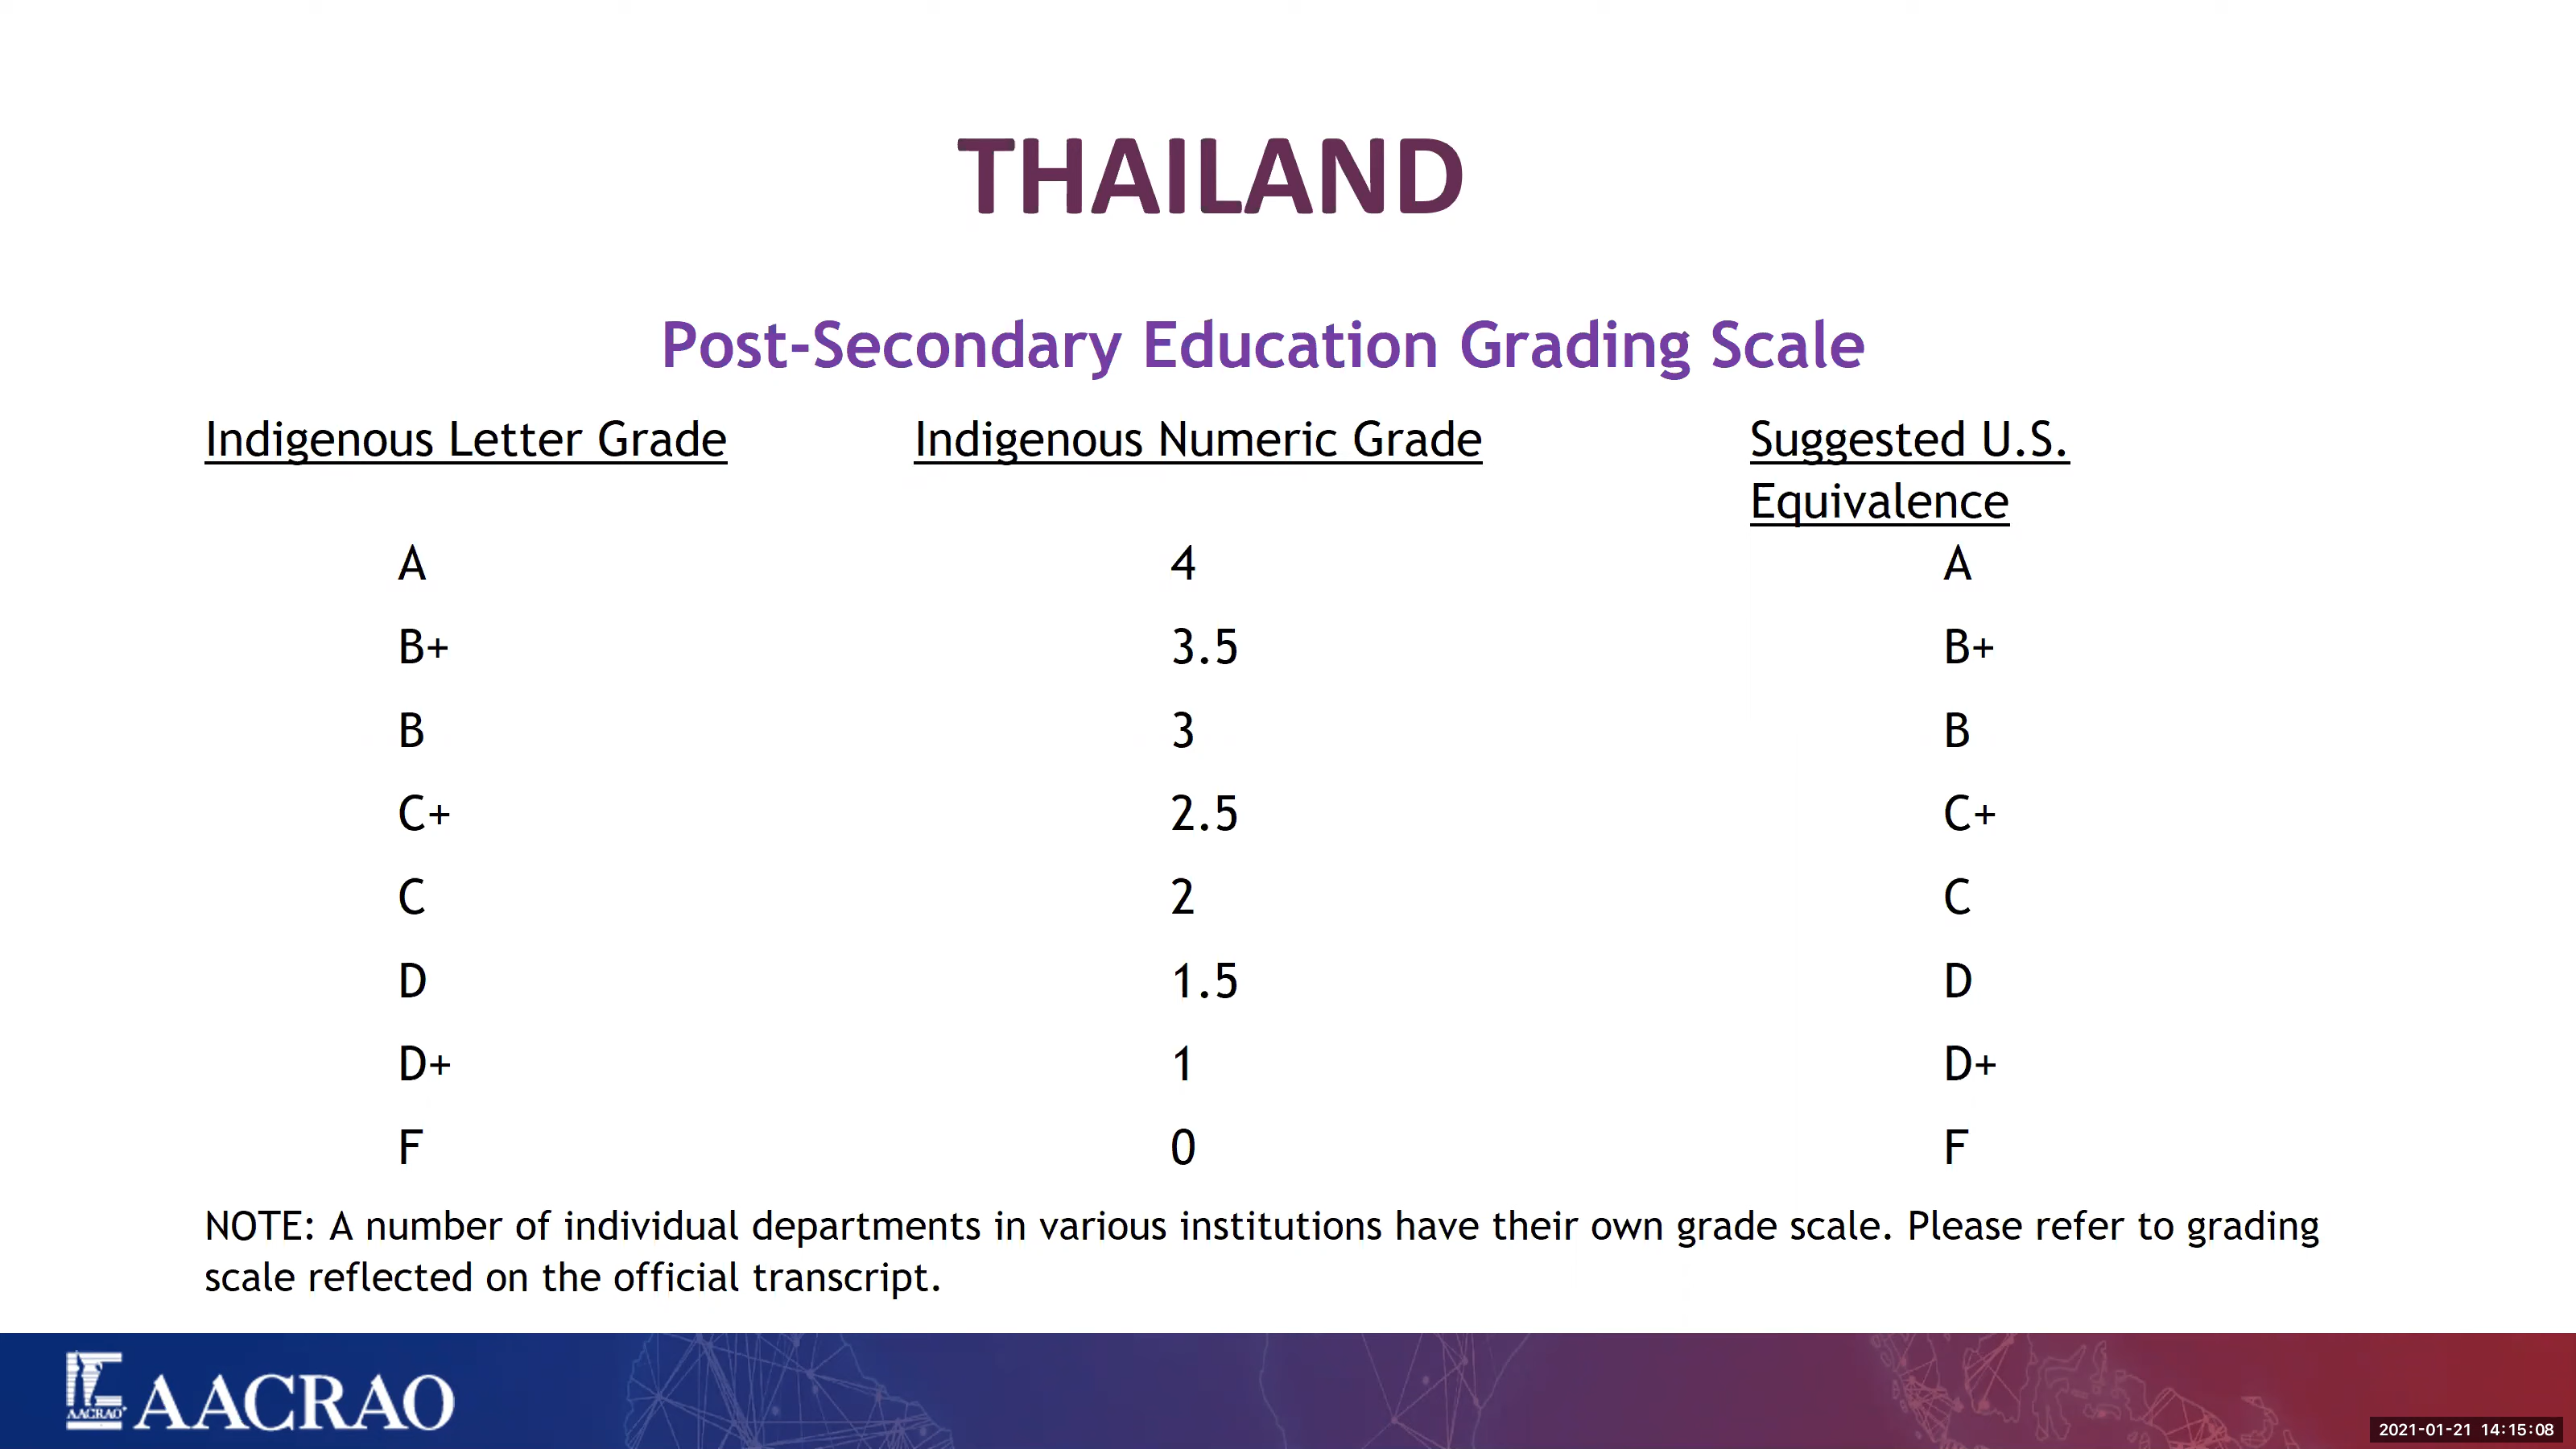 THAILAND
Post-Secondary Education Grading Scale
Indigenous Letter Grade Indigenous Numeric Grade Suggested U.S.
Equivalence
A 4 A
B+ 3.5 B+
B 3 B
C+ 2.5 C+
C 2 C
D 1.5 D
D+ 1 D+
F 0 F
NOTE: A number of individual departments in various institutions have their own grade scale. Please refer to grading
scale reflected on the official transcript.
AACRAO AACRAO
2021-01-21 14:15:08